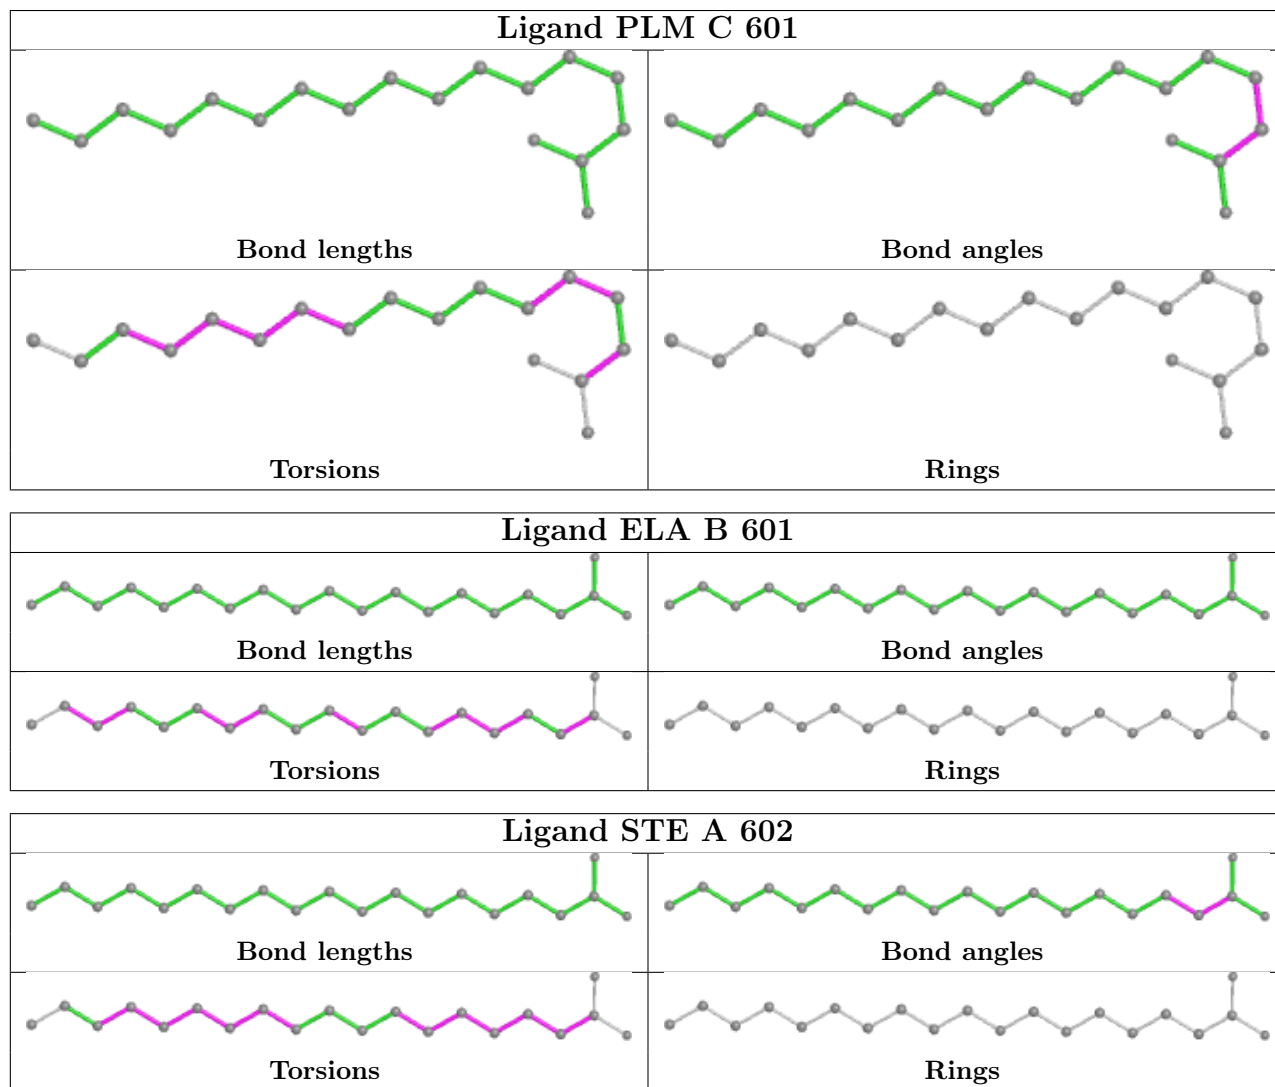 Ligand PLM C 601
Bond lengths
Bond angles
Torsions
Rings
Ligand ELA B 601
Bond lengths
Bond angles
Torsions
Rings
Ligand STE A 602
Bond lengths
Bond angles
Torsions
Rings